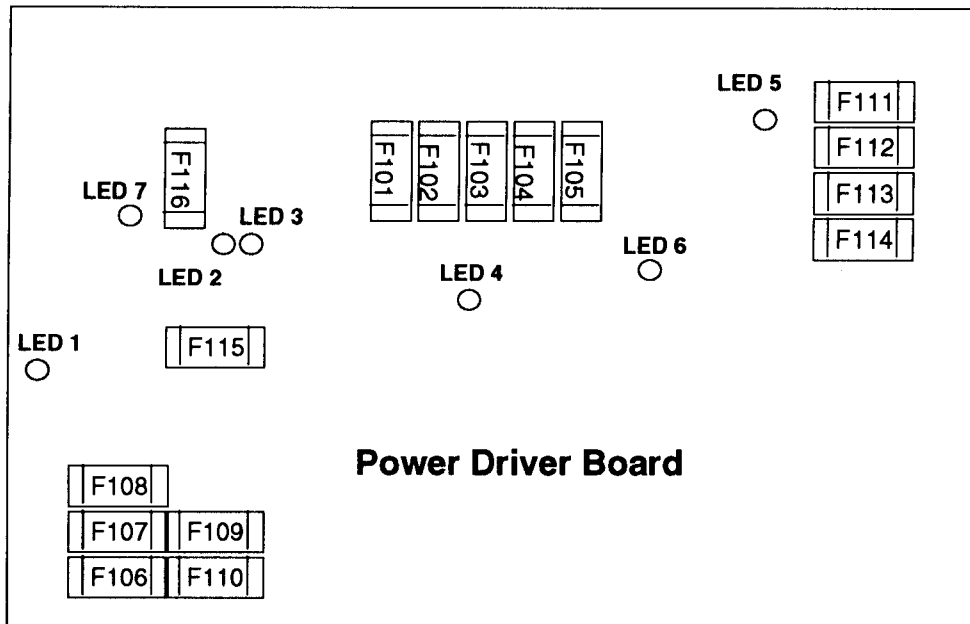 LED 5
F111
F112
F113
F114
F116
F101
F102
F103
F104
F105
LED 7
LED 3
LED 2
LED 4
LED 6
LED 1
F115
Power Driver Board
F108
F107
F109
F106
F110